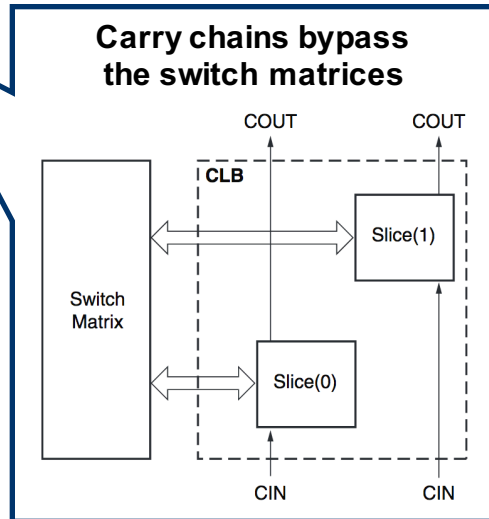 Carry chains bypass
the switch matrices
COUT
COUT
CLB
Slice(1)
Switch
Matrix
Slice(0)
CIN
CIN